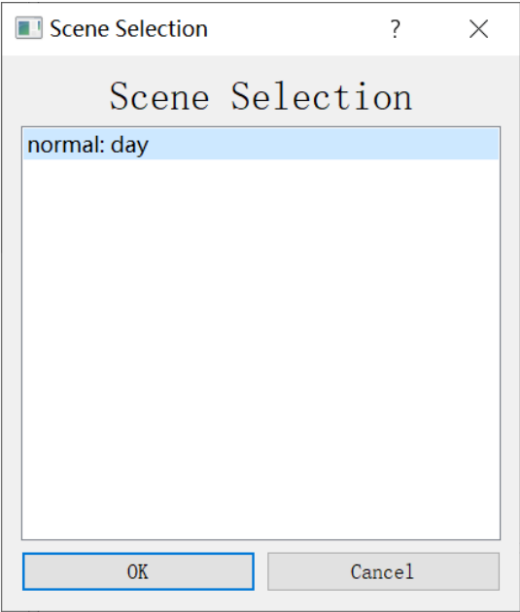 Scene Selection ?
Scene Selection
normal: day
OK Cancel